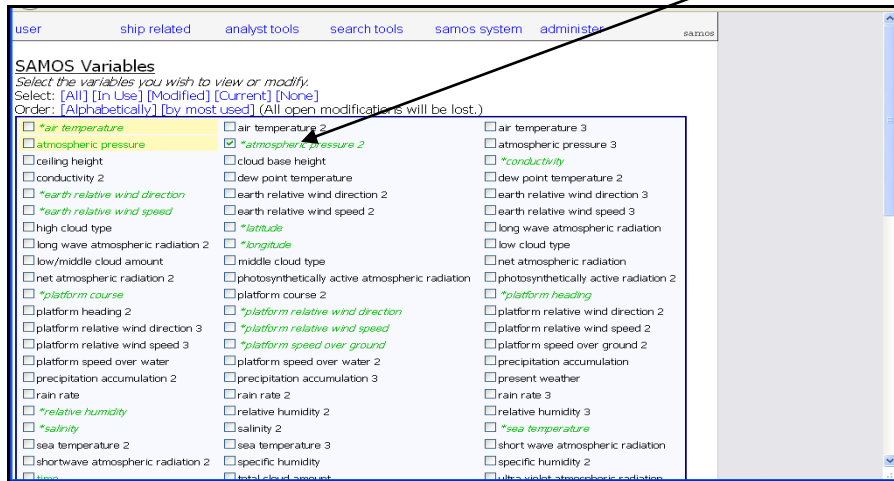 user ship related analyst tools search tools samos system administer samos
SAMOS Variables
Select the variables you wish to view or modify.
Select: [All] [In Use] [Modified] [Current] [None]
Order: [Alphabetically] [by most used] (All open modifications will be lost.)
*air temperature air temperature 2 air temperature 3
atmospheric pressure *atmospheric pressure 2 atmospheric pressure 3
ceiling height cloud base height *conductivity
conductivity 2 dew point temperature dew point temperature 2
*earth relative wind direction earth relative wind direction 2 earth relative wind direction 3
*earth relative wind speed earth relative wind speed 2 earth relative wind speed 3
high cloud type *latitude long wave atmospheric radiation
long wave atmospheric radiation 2 *longitude low cloud type
low/middle cloud amount middle cloud type net atmospheric radiation
net atmospheric radiation 2 photosynthetically active atmospheric radiation photosynthetically active radiation 2
*platform course platform course 2 *platform heading
platform heading 2 *platform relative wind direction platform relative wind direction 2
platform relative wind direction 3 *platform relative wind speed platform relative wind speed 2
platform relative wind speed 3 *platform speed over ground platform speed over ground 2
platform speed over water platform speed over water 2 precipitation accumulation
precipitation accumulation 2 precipitation accumulation 3 present weather
rain rate rain rate 2 rain rate 3
*relative humidity relative humidity 2 relative humidity 3
*salinity salinity 2 *sea temperature
sea temperature 2 sea temperature 3 short wave atmospheric radiation
shortwave atmospheric radiation 2 specific humidity specific humidity 2
time total cloud amount ultra violet atmospheric radiation